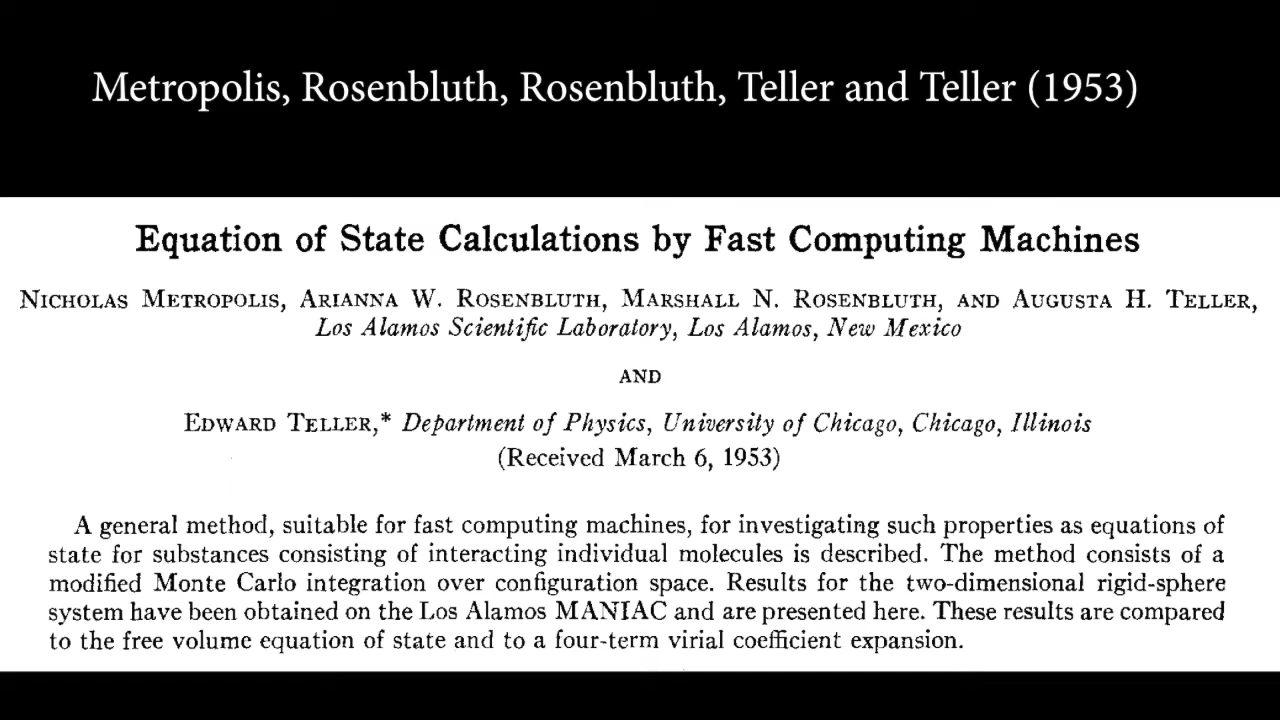 Metropolis, Rosenbluth, Rosenbluth, Teller and Teller (1953)
Equation of State Calculations by Fast Computing Machines
Nicholas Metropolis, Arianna W. Rosenbluth, Marshall N. Rosenbluth, and Augusta H. Teller,
Los Alamos Scientific Laboratory, Los Alamos, New Mexico
AND
Edward Teller,* Department of Physics, University of Chicago, Chicago, Illinois
(Received March 6, 1953)
A general method, suitable for fast computing machines, for investigating such properties as equations of
state for substances consisting of interacting individual molecules is described. The method consists of a
modified Monte Carlo integration over configuration space. Results for the two-dimensional rigid-sphere
system have been obtained on the Los Alamos MANIAC and are presented here. These results are compared
to the free volume equation of state and to a four-term virial coefficient expansion.